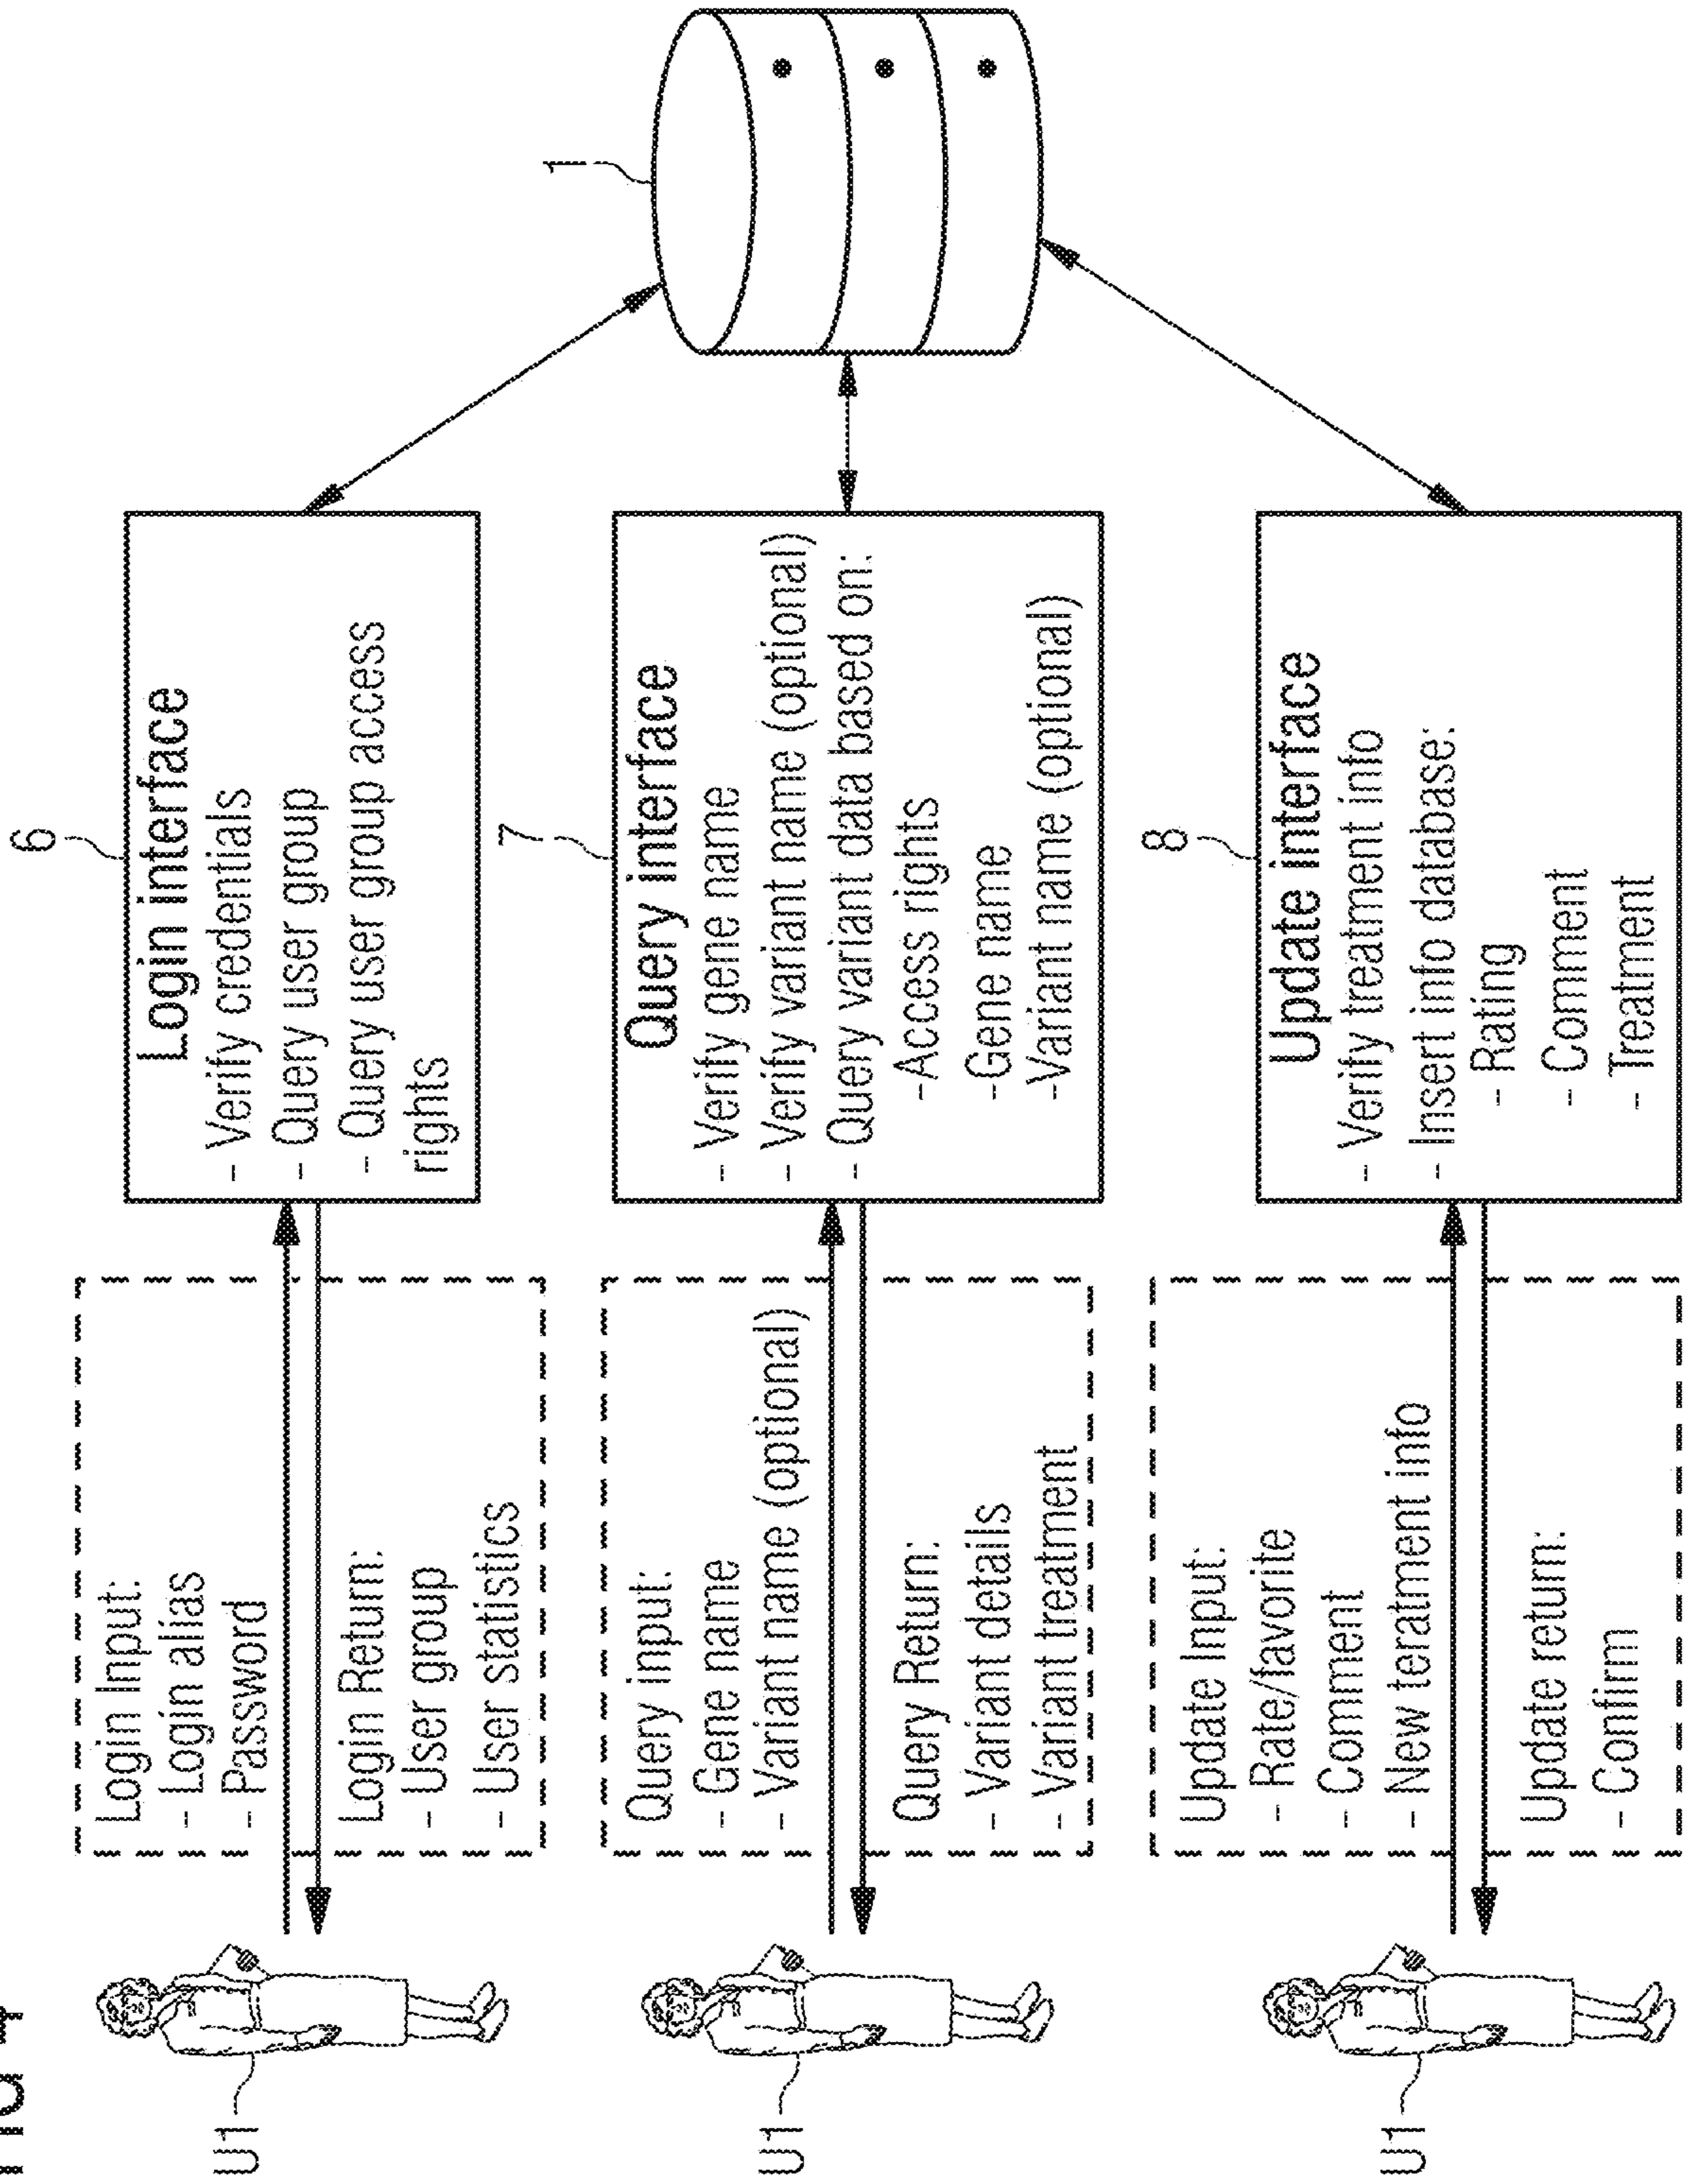 FIG 4
U1
Login Input:
- Login alias
- Password
Login Return:
- User group
- User statistics
6
Login interface
- Verify credentials
- Query user group
- Query user group access
rights
1
U1
Query input:
- Gene name
- Variant name (optional)
Query Return:
- Variant details
- Variant treatment
7
Query interface
- Verify gene name
- Verify variant name (optional)
- Query variant data based on:
-Access rights
-Gene name
-Variant name (optional)
U1
Update Input:
- Rate/favorite
- Comment
- New teratment info
Update return:
- Confirm
8
Update interface
- Verify treatment info
- Insert info database:
- Rating
- Comment
- Treatment